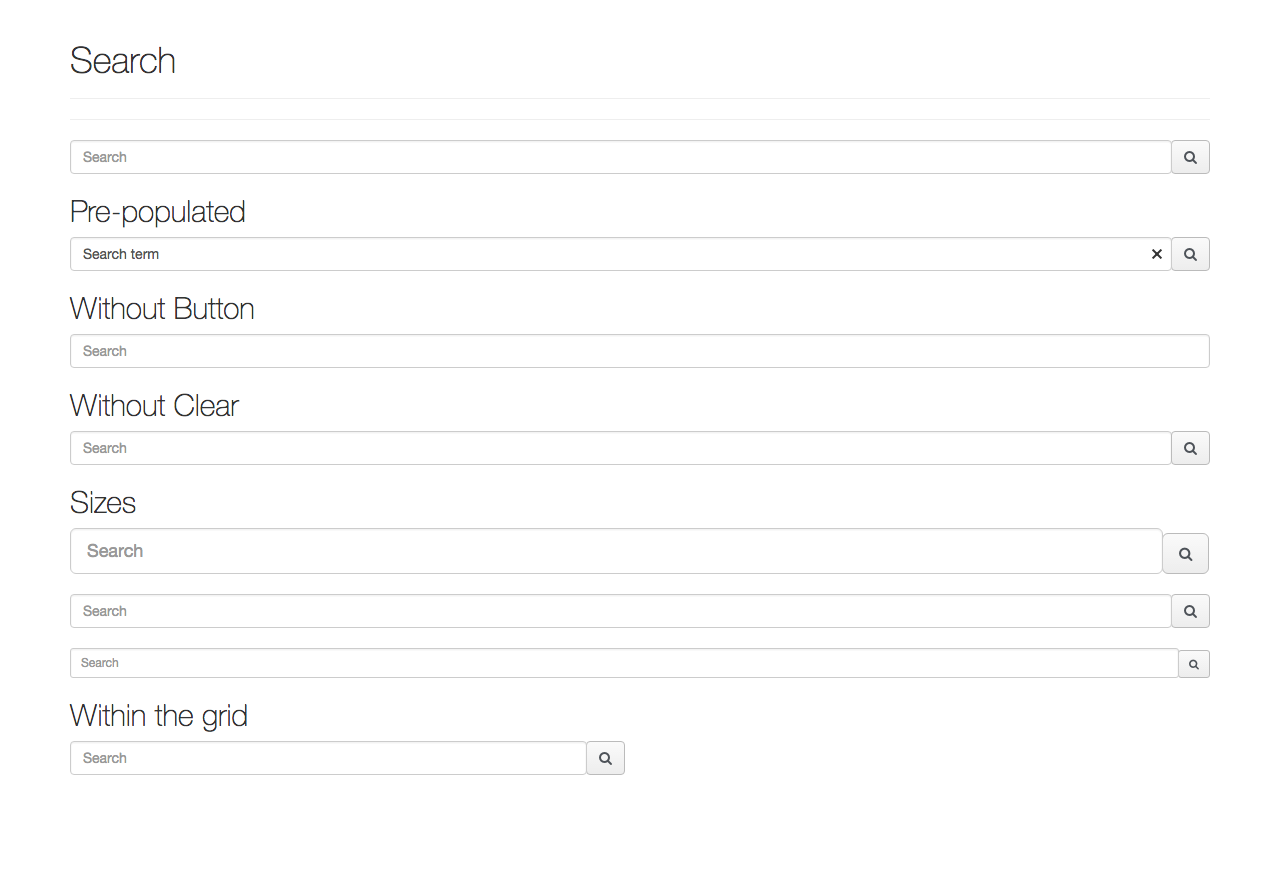 Search
Search
Pre-populated
Search term
Without Button
Search
Without Clear
Search
Sizes
Search
Search
Search
Within the grid
Search